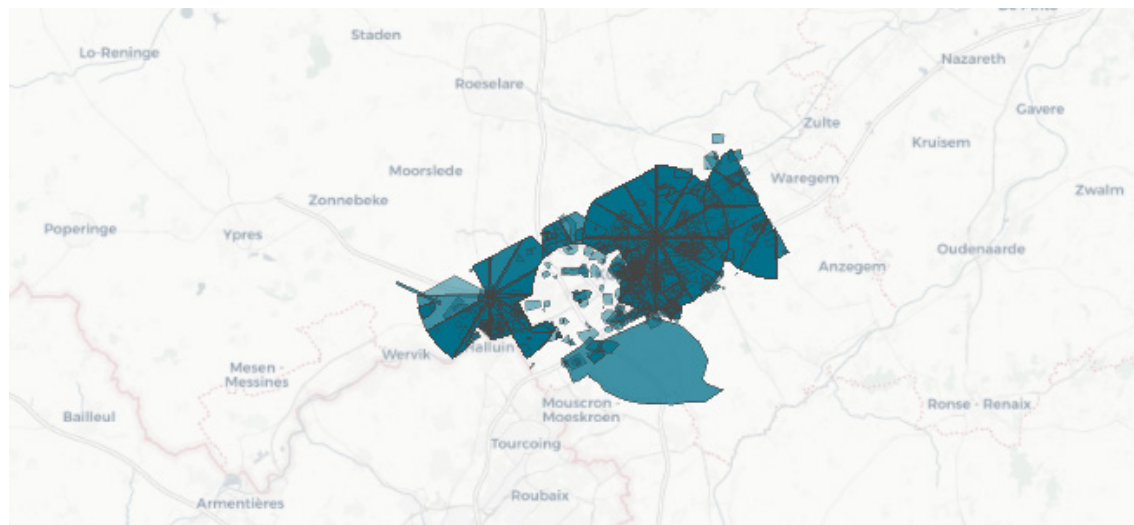 Staden
Lo-Reninge
Nazareth
Roeselare
Gavere
Zulte
Kruisem
Moorslede
Waregem
Zwalm
Zonnebeke
Poperinge
Ypres
Oudenaarde
Anzegem
Wervik
Halluin
Mesen -
Messines
Mouscron -
Moeskroen
Ronse - Renaix
Bailleul
Tourcoing
Roubaix
Armentières